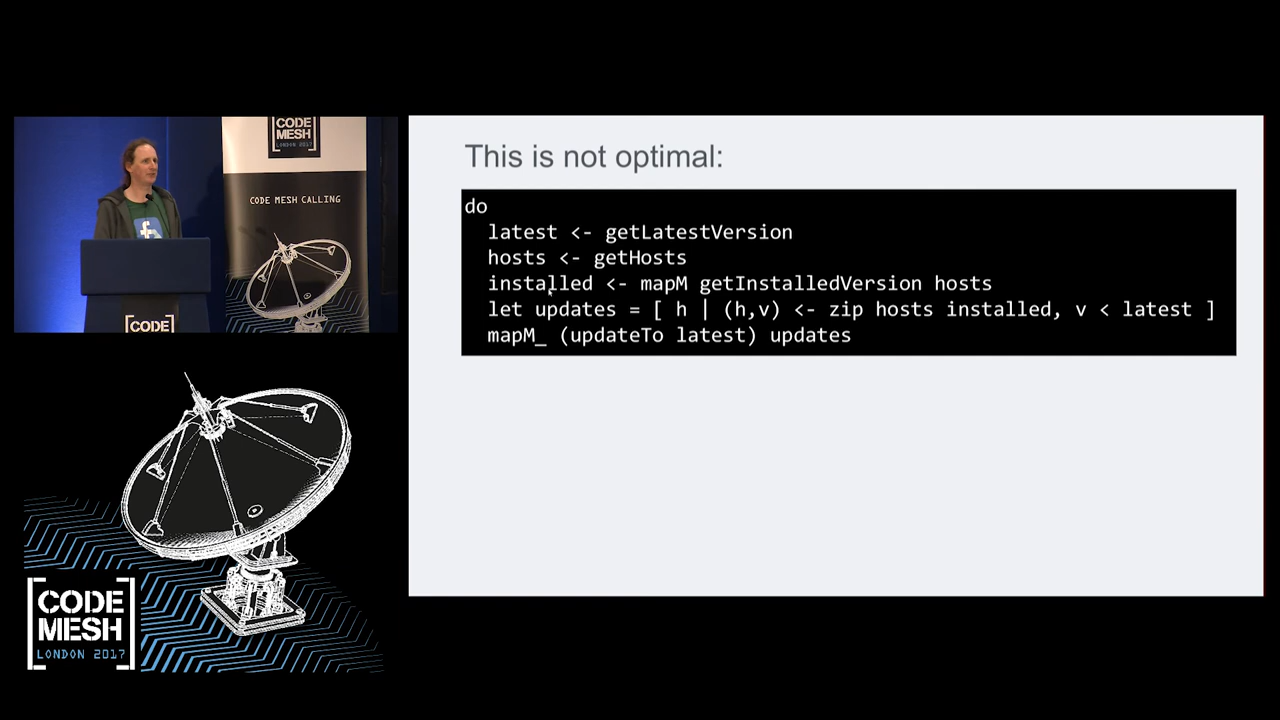 CODE
MESH
LONDON 2017
CODE MESH CALLING
[CODE
This is not optimal:
do
latest <- getLatestVersion
hosts <- getHosts
installed <- mapM getInstalledVersion hosts
let updates = [ h | (h,v) <- zip hosts installed, v < latest ]
mapM_ (updateTo latest) updates
CODE
MESH
LONDON 2017